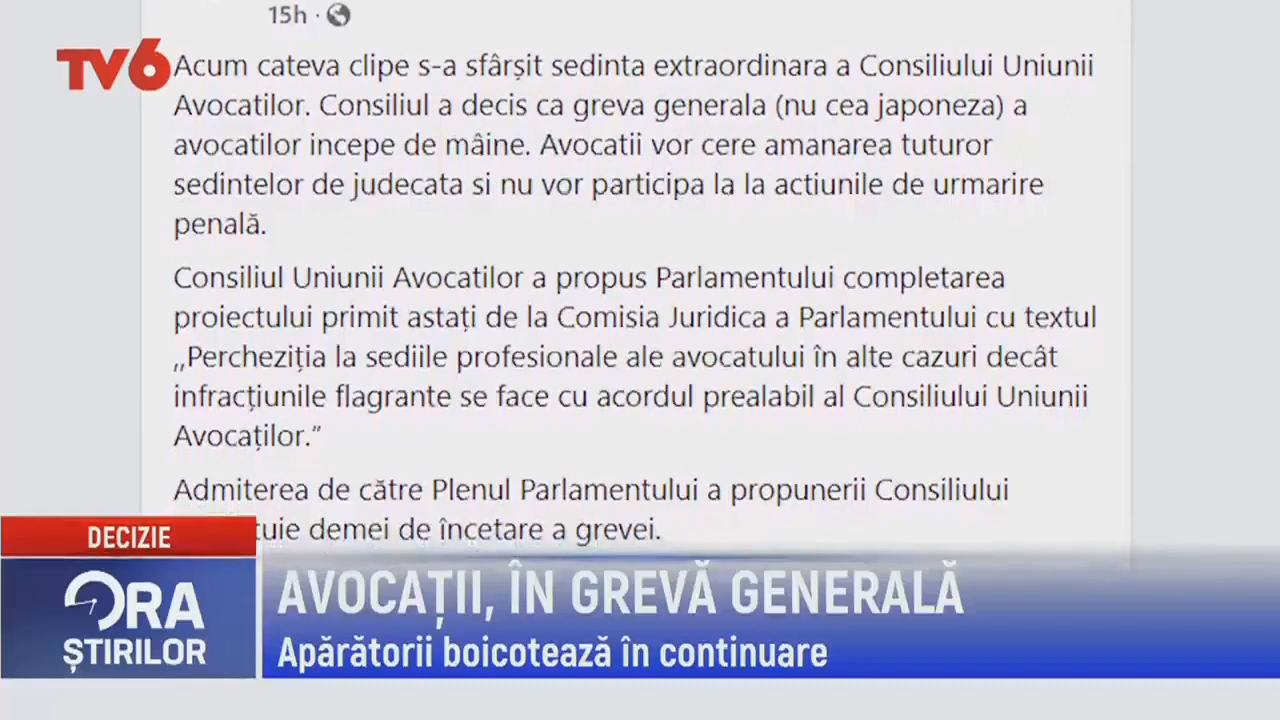 15h ·
TV6
Acum cateva clipe s-a sfârșit sedinta extraordinara a Consiliului Uniunii
Avocatilor. Consiliul a decis ca greva generala (nu cea japoneza) a
avocatilor incepe de mâine. Avocatii vor cere amanarea tuturor
sedintelor de judecata si nu vor participa la la actiunile de urmarire
penală.
Consiliul Uniunii Avocatilor a propus Parlamentului completarea
proiectului primit astați de la Comisia Juridica a Parlamentului cu textul
„Percheziția la sediile profesionale ale avocatului în alte cazuri decât
infracțiunile flagrante se face cu acordul prealabil al Consiliului Uniunii
Avocaților.”
Admiterea de către Plenul Parlamentului a propunerii Consiliului
demei de încetare a grevei.
DECIZIE
ORA
ȘTIRILOR
AVOCAȚII, ÎN GREVĂ GENERALĂ
Apărătorii boicotează în continuare